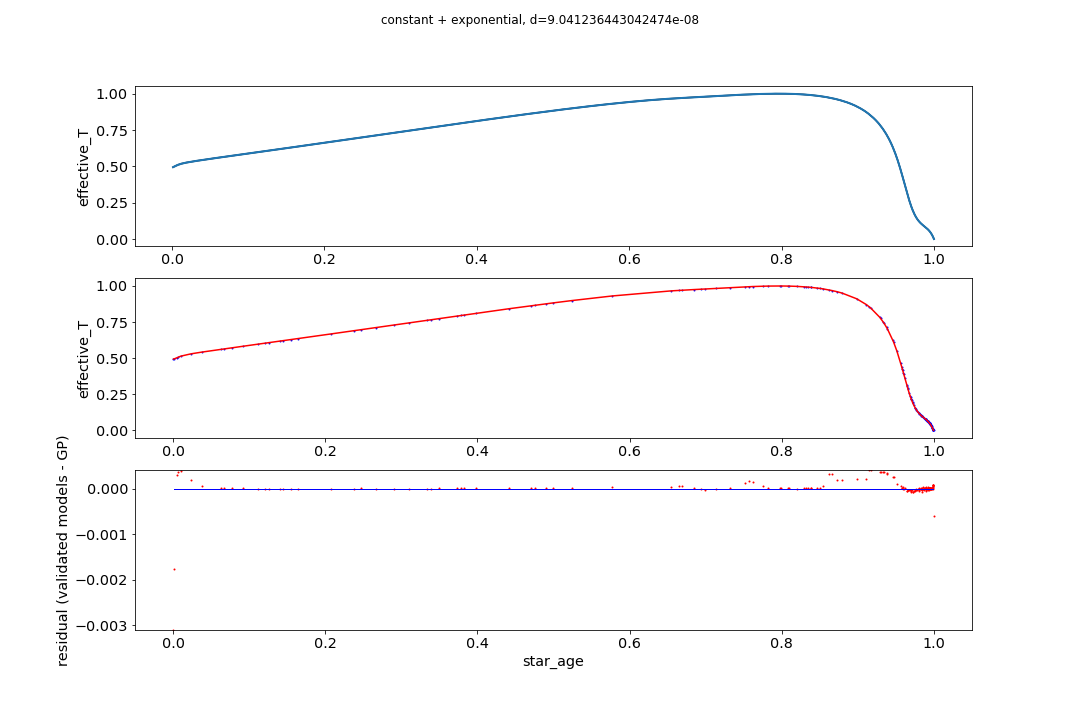 constant + exponential, d=9.041236443042474e-08
1.00
0.75
0.50
0.25
0.00
effective_T
0.0 0.2 0.4 0.6 0.8 1.0
1.00
0.75
0.50
0.25
0.00
effective_T
0.0 0.2 0.4 0.6 0.8 1.0
0.000
−0.001
−0.002
−0.003
residual (validated models - GP)
0.0 0.2 0.4 0.6 0.8 1.0
star_age